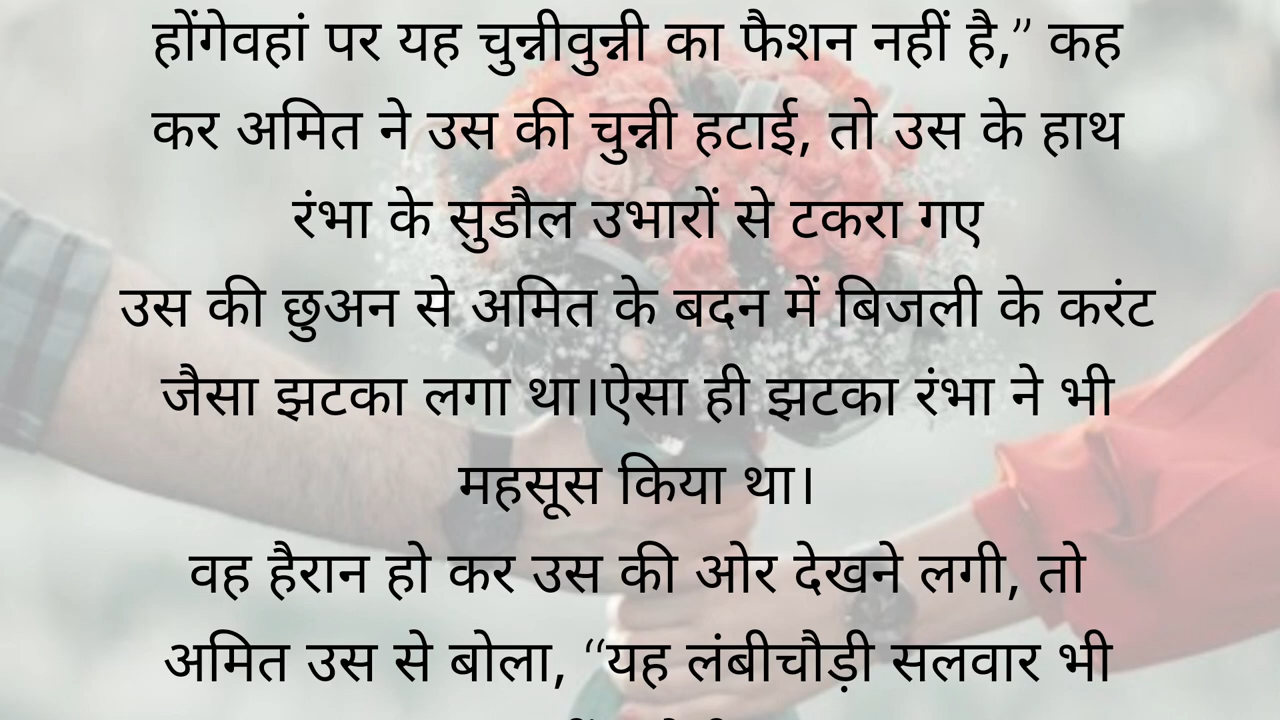 होंगेवहां पर यह चुन्नीवुन्नी का फैशन नहीं है,” कह
कर अमित ने उस की चुन्नी हटाई, तो उस के हाथ
रंभा के सुडौल उभारों से टकरा गए
उस की छुअन से अमित के बदन में बिजली के करंट
जैसा झटका लगा था।ऐसा ही झटका रंभा ने भी
महसूस किया था।
वह हैरान हो कर उस की ओर देखने लगी, तो
अमित उस से बोला, “यह लंबीचौड़ी सलवार भी